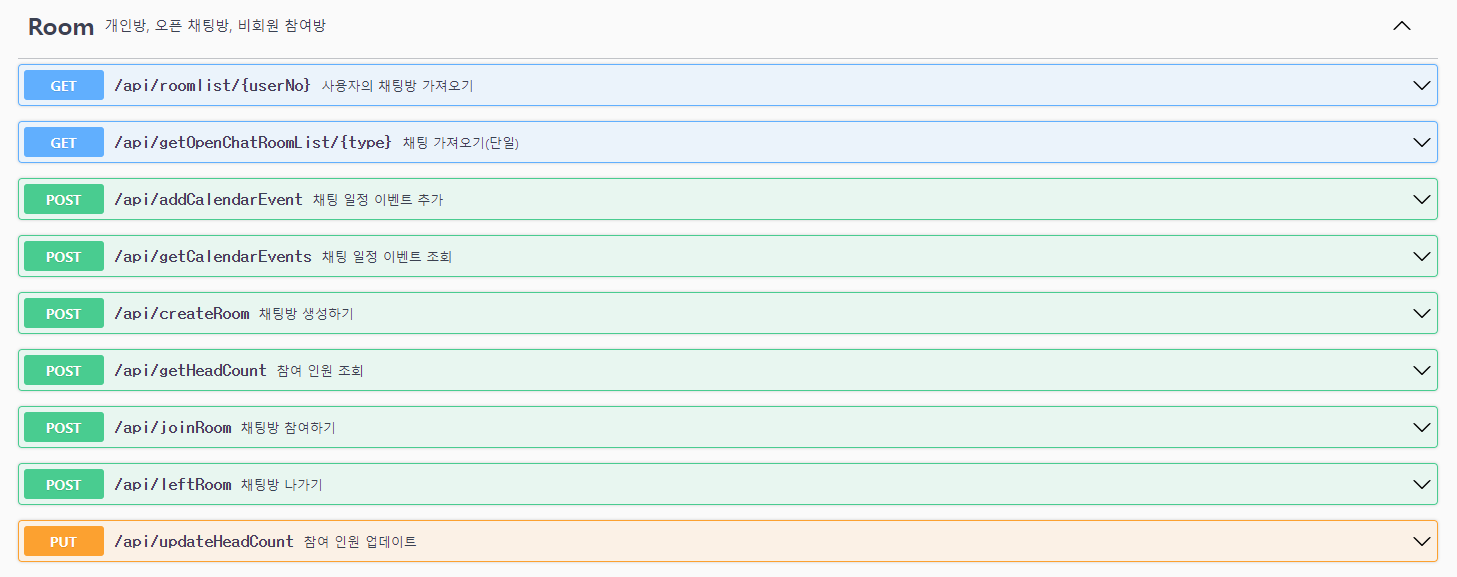 Room 개인방, 오픈 채팅방, 비회원 참여방
GET /api/roomlist/{userNo} 사용자의 채팅방 가져오기
GET /api/getOpenChatRoomList/{type} 채팅 가져오기(단일)
POST /api/addCalendarEvent 채팅 일정 이벤트 추가
POST /api/getCalendarEvents 채팅 일정 이벤트 조회
POST /api/createRoom 채팅방 생성하기
POST /api/getHeadCount 참여 인원 조회
POST /api/joinRoom 채팅방 참여하기
POST /api/leftRoom 채팅방 나가기
PUT /api/updateHeadCount 참여 인원 업데이트